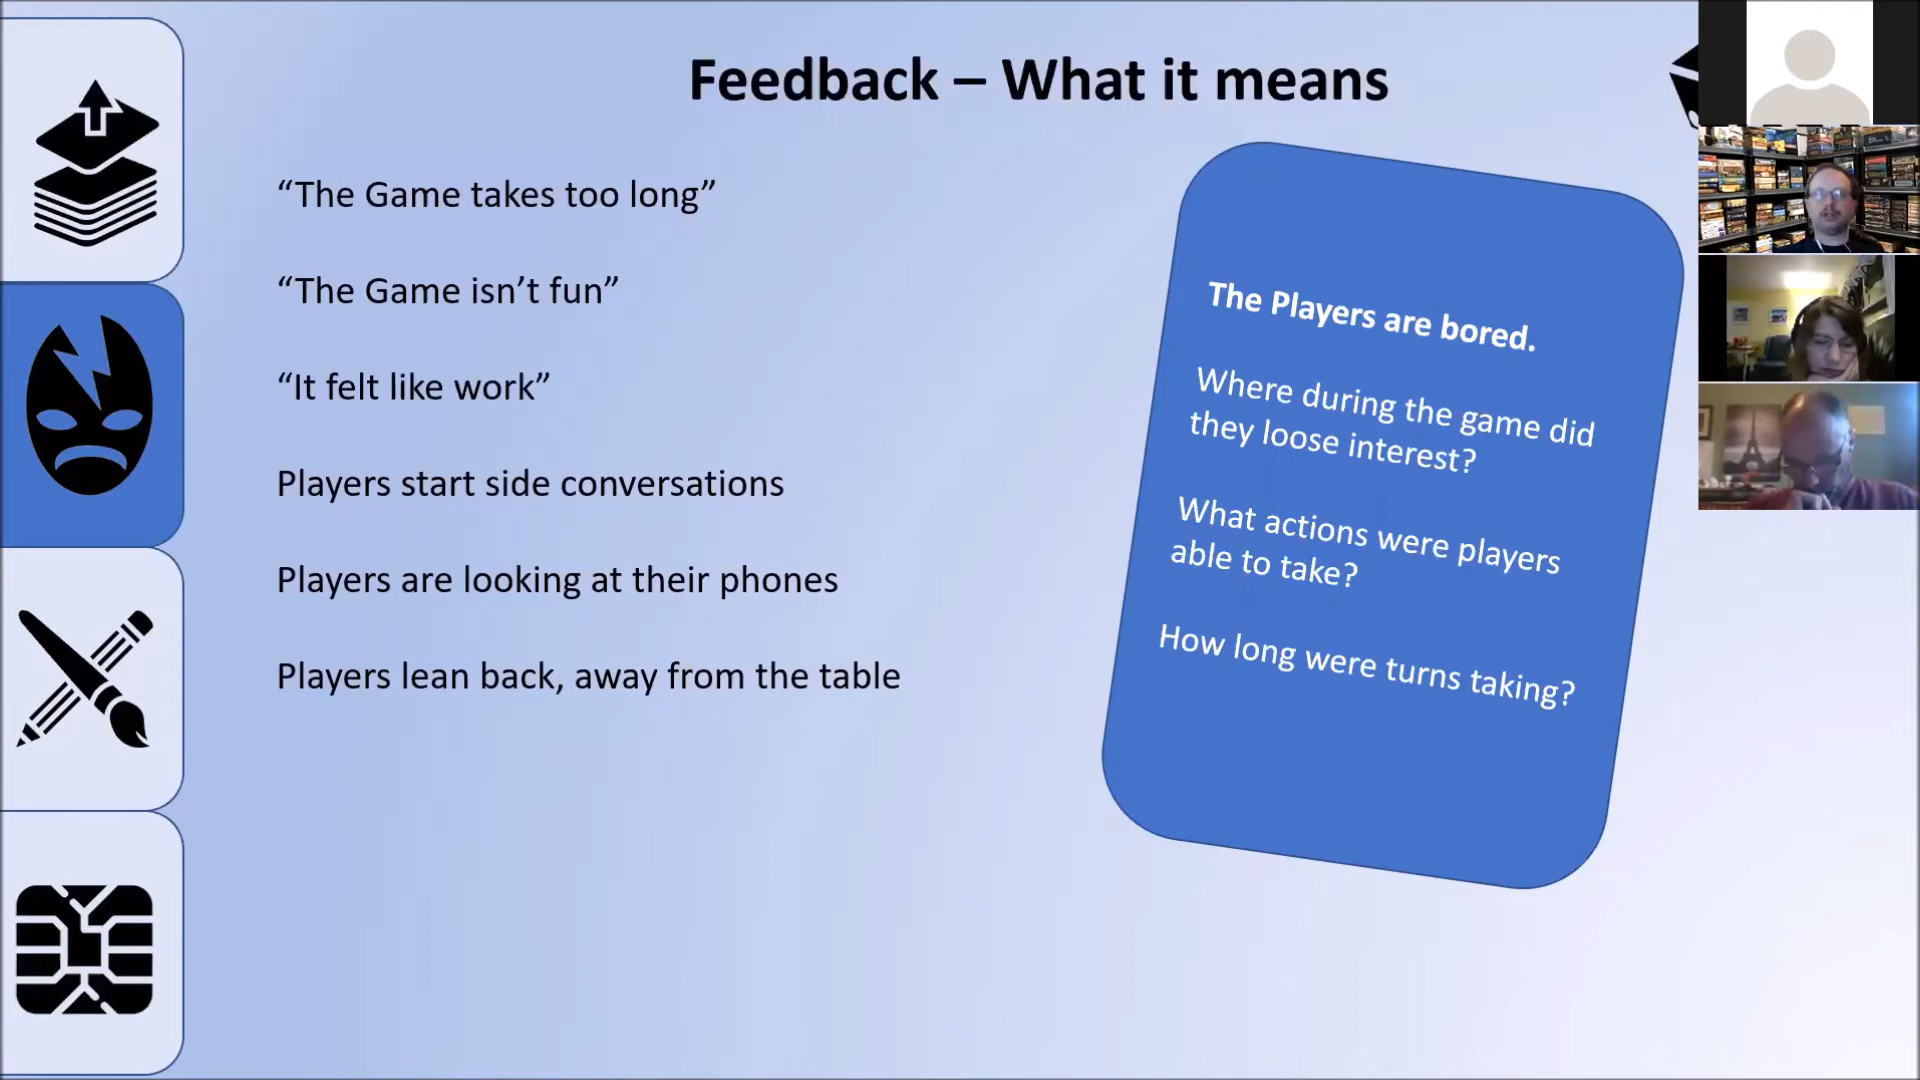 Feedback – What it means
“The Game takes too long”
“The Game isn’t fun”
“It felt like work”
Players start side conversations
Players are looking at their phones
Players lean back, away from the table
The Players are bored.
Where during the game did
they loose interest?
What actions were players
able to take?
How long were turns taking?